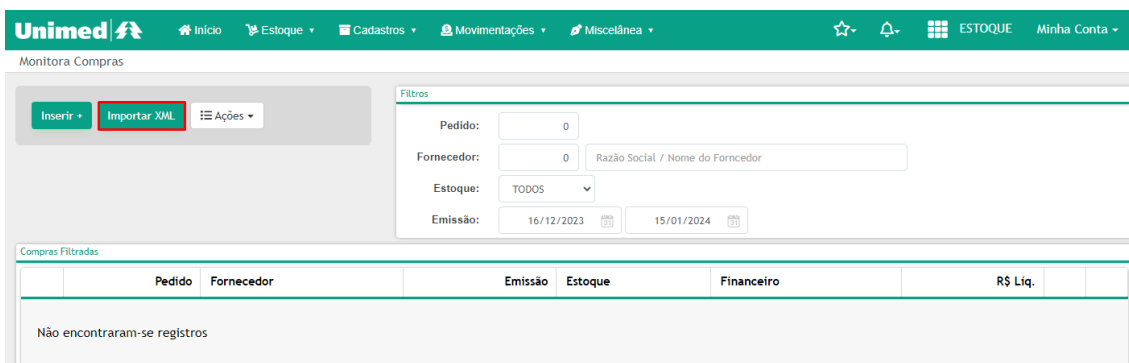 Unimed Início Estoque Cadastros Movimentações Miscelânea ESTOQUE Minha Conta
Monitora Compras
Inserir + Importar XML Ações
Filtros
Pedido: 0
Fornecedor: 0 Razão Social / Nome do Forncedor
Estoque: TODOS
Emissão: 16/12/2023 31 15/01/2024 31
Compras Filtradas
Pedido Fornecedor Emissão Estoque Financeiro R$ Líq.
Não encontraram-se registros